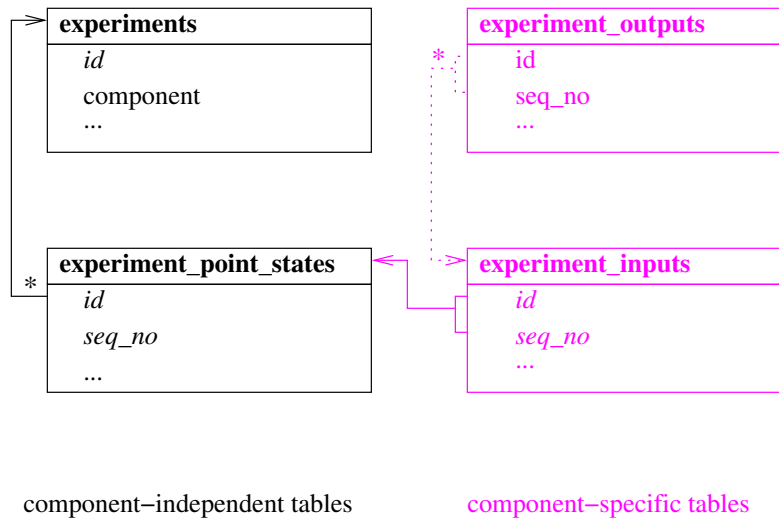 experiments
id
component
...
experiment_outputs
*
id
seq_no
...
experiment_point_states
*
id
seq_no
...
experiment_inputs
id
seq_no
...
component−independent tables
component−specific tables